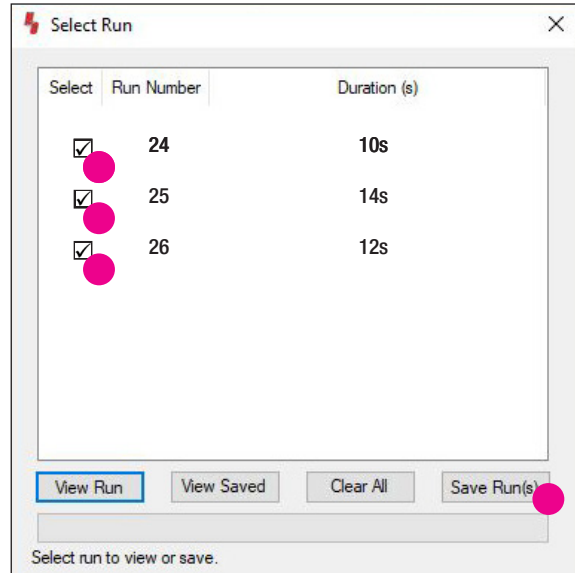 Select Run
Select Run Number Duration (s)
24 10s
25 14s
26 12s
View Run View Saved Clear All Save Run(s)
Select run to view or save.